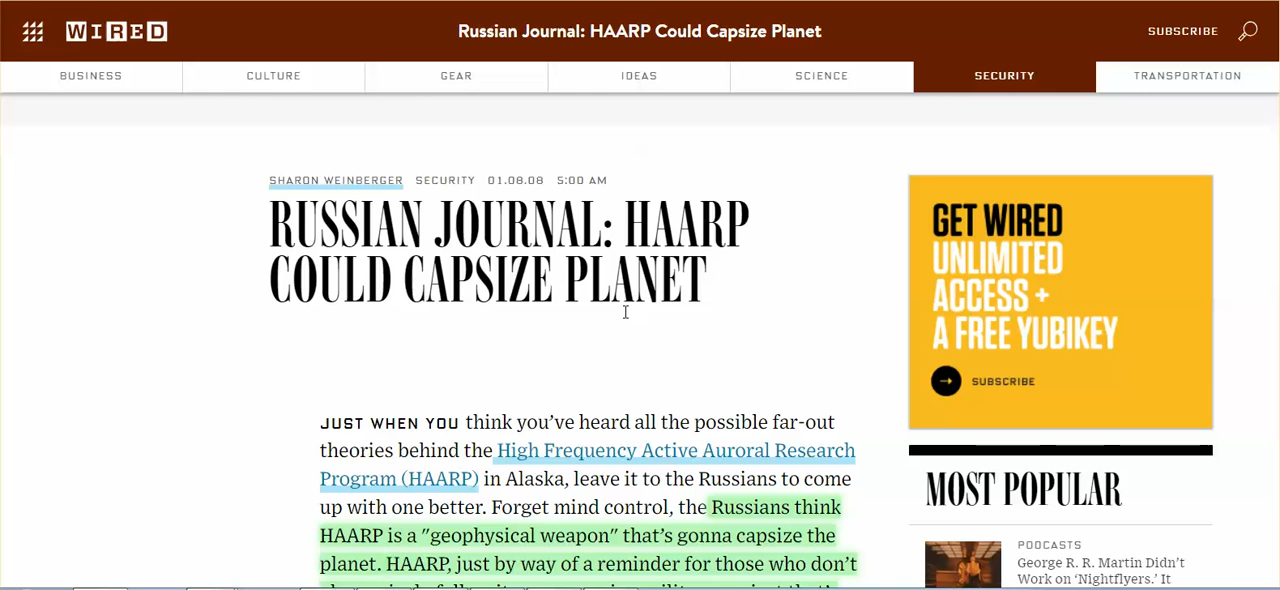 WIRED
Russian Journal: HAARP Could Capsize Planet
SUBSCRIBE
BUSINESS
CULTURE
GEAR
IDEAS
SCIENCE
SECURITY
TRANSPORTATION
SHARON WEINBERGER SECURITY 01.08.08 5:00 AM
RUSSIAN JOURNAL: HAARP
COULD CAPSIZE PLANET
JUST WHEN YOU think you've heard all the possible far-out
theories behind the High Frequency Active Auroral Research
Program (HAARP) in Alaska, leave it to the Russians to come
up with one better. Forget mind control, the Russians think
HAARP is a "geophysical weapon" that's gonna capsize the
planet. HAARP, just by way of a reminder for those who don't
GET WIRED
UNLIMITED
ACCESS +
A FREE YUBIKEY
SUBSCRIBE
MOST POPULAR
PODCASTS
George R. R. Martin Didn't
Work on 'Nightflyers.' It